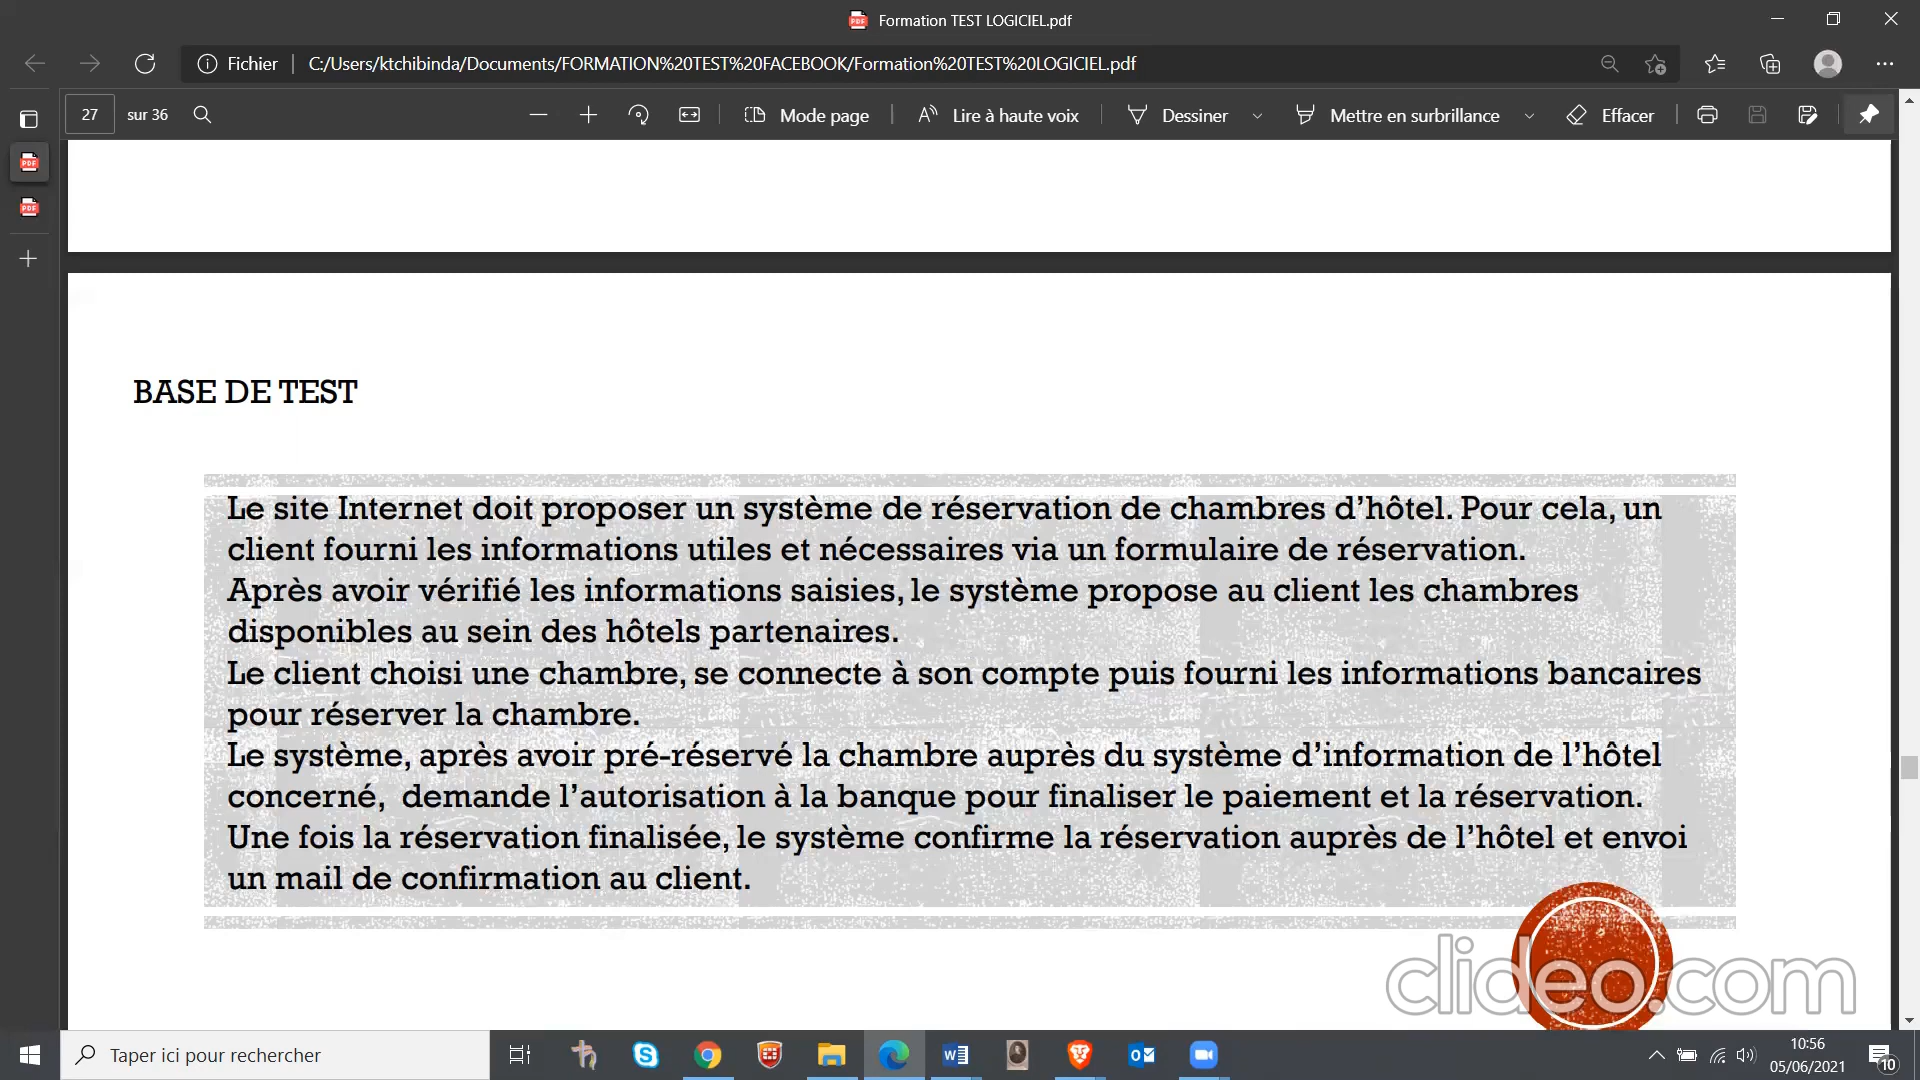 Formation TEST LOGICIEL.pdf
Fichier C:/Users/ktchibinda/Documents/FORMATION%20TEST%20FACEBOOK/Formation%20TEST%20LOGICIEL.pdf
27 sur 36 Mode page Lire à haute voix Dessiner Mettre en surbrillance Effacer
PDF
PDF
BASE DE TEST
Le site Internet doit proposer un système de réservation de chambres d’hôtel. Pour cela, un
client fourni les informations utiles et nécessaires via un formulaire de réservation.
Après avoir vérifié les informations saisies, le système propose au client les chambres
disponibles au sein des hôtels partenaires.
Le client choisi une chambre, se connecte à son compte puis fourni les informations bancaires
pour réserver la chambre.
Le système, après avoir pré-réservé la chambre auprès du système d’information de l’hôtel
concerné, demande l’autorisation à la banque pour finaliser le paiement et la réservation.
Une fois la réservation finalisée, le système confirme la réservation auprès de l’hôtel et envoi
un mail de confirmation au client.
clideo.com
Taper ici pour rechercher
10:56
05/06/2021
10